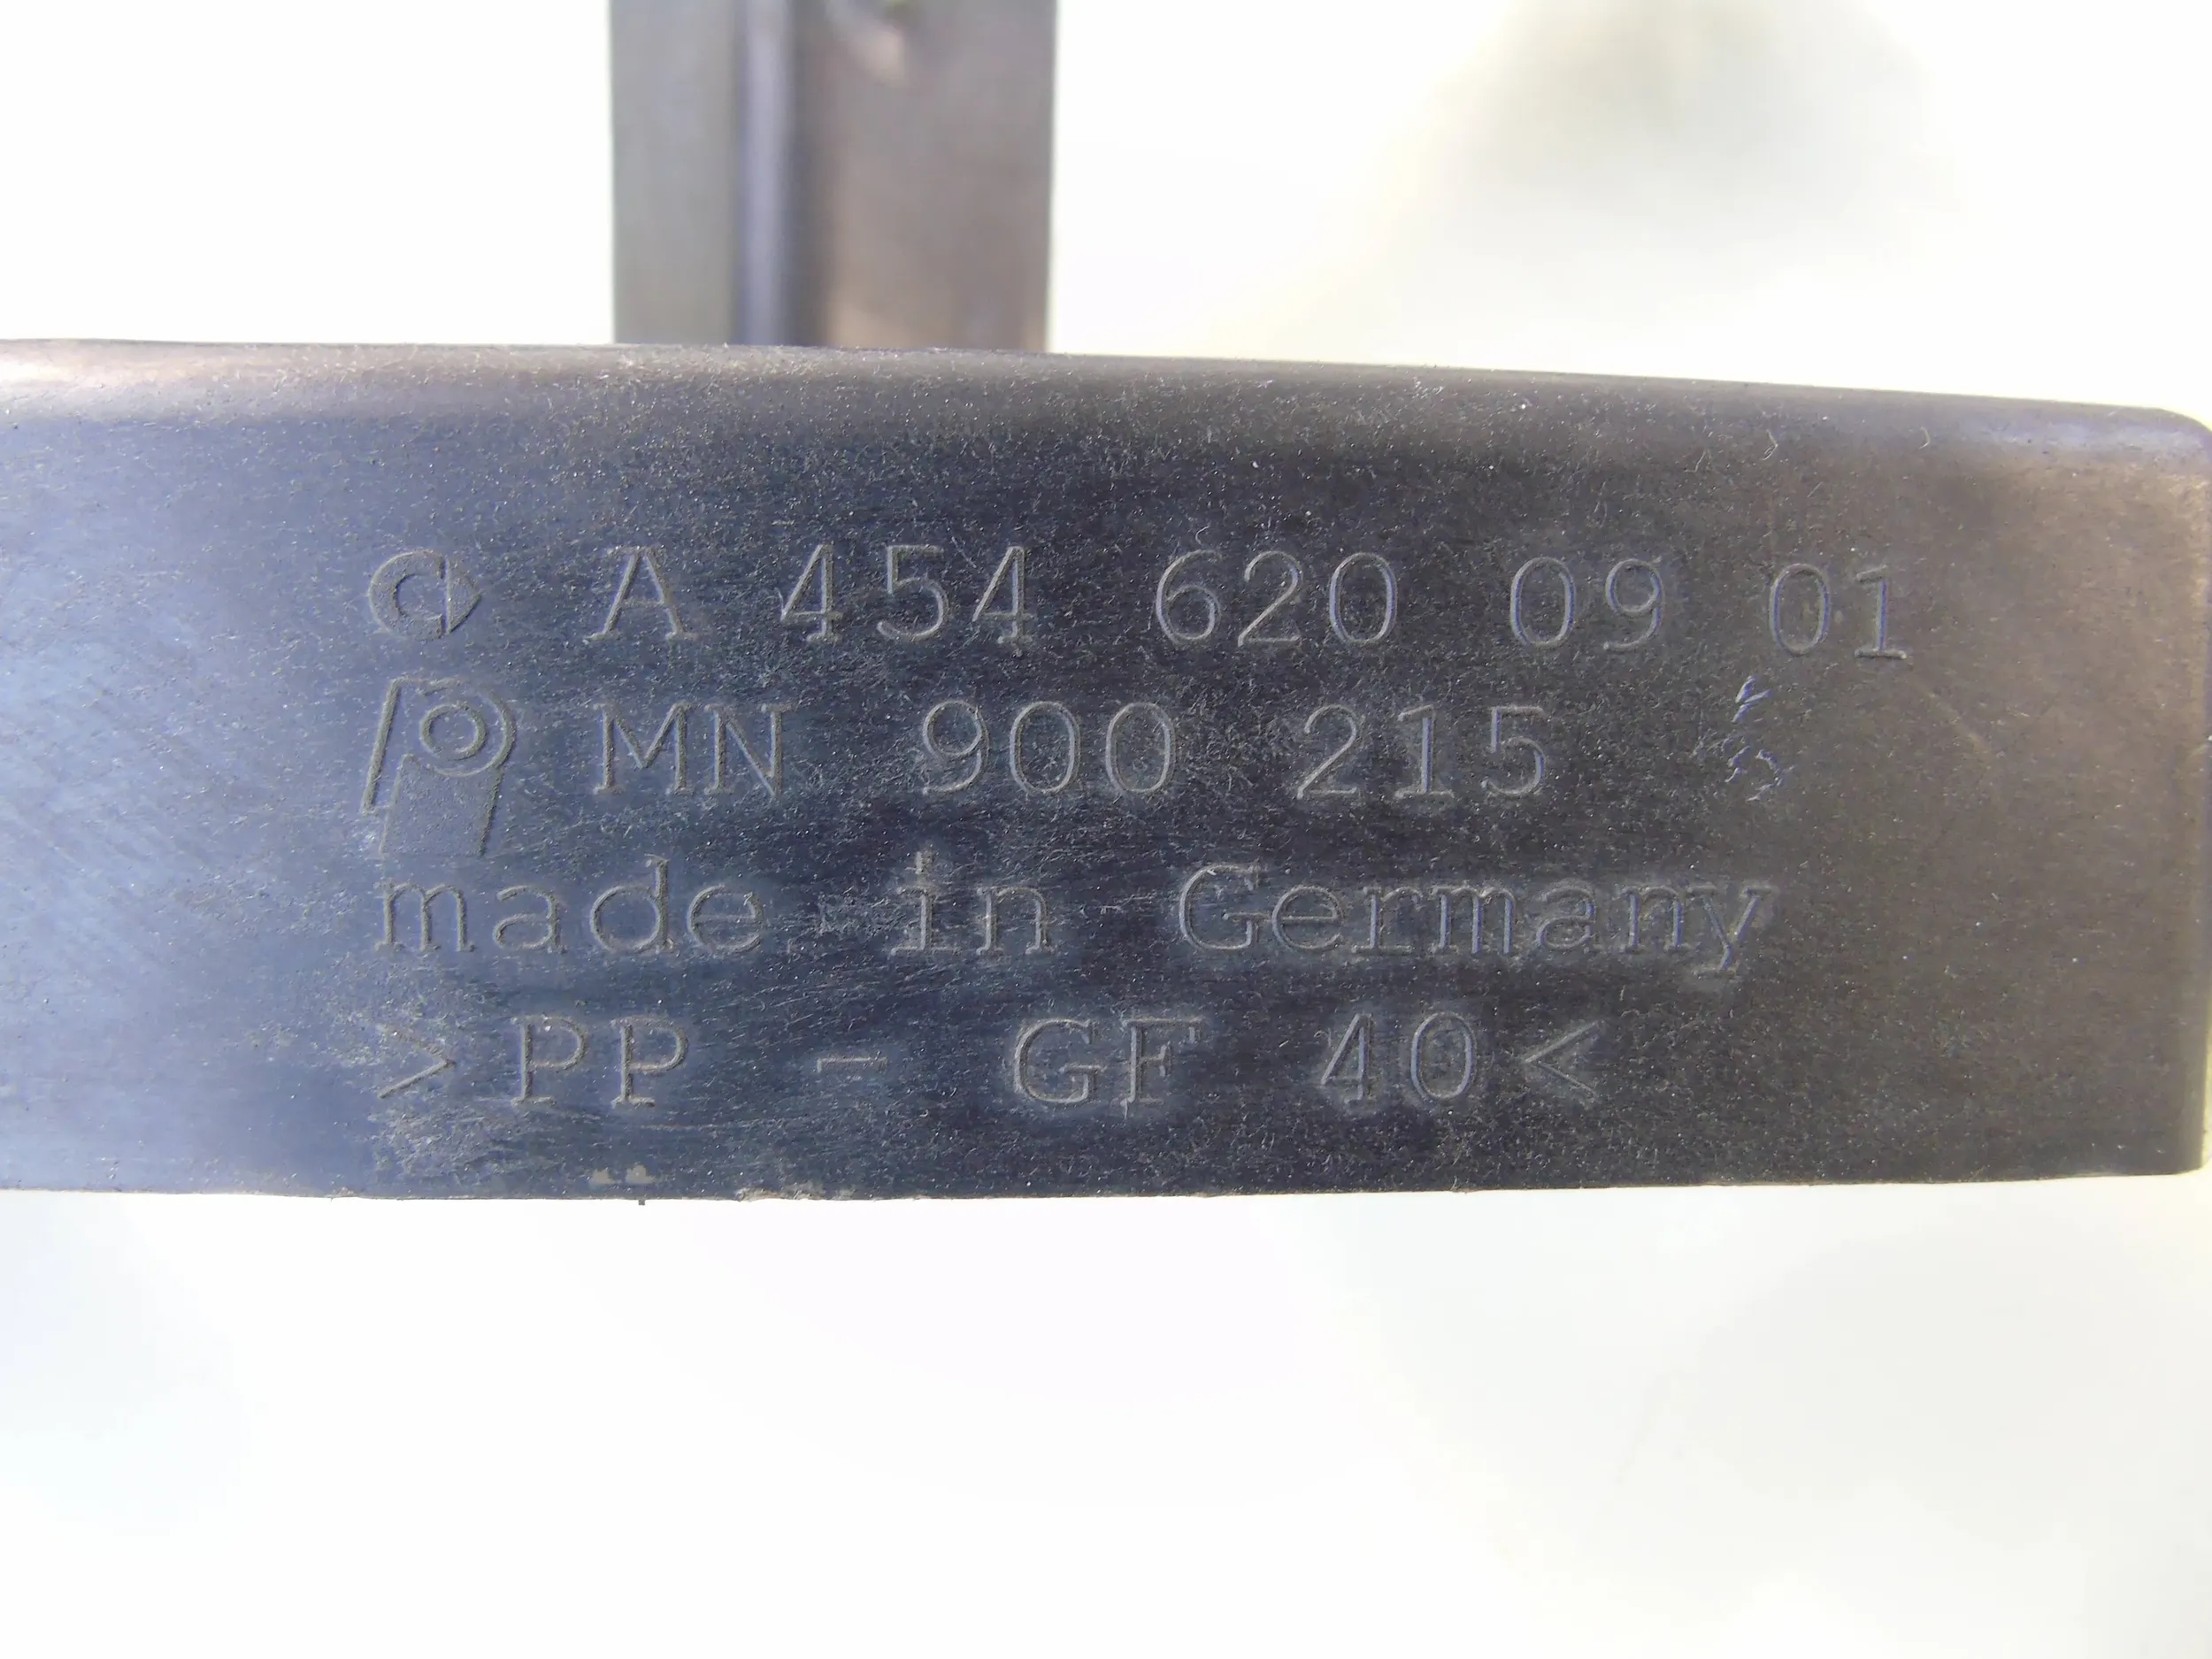 A 454 620 09 01
MN 900 215
made in Germany
>PP - GF 40<